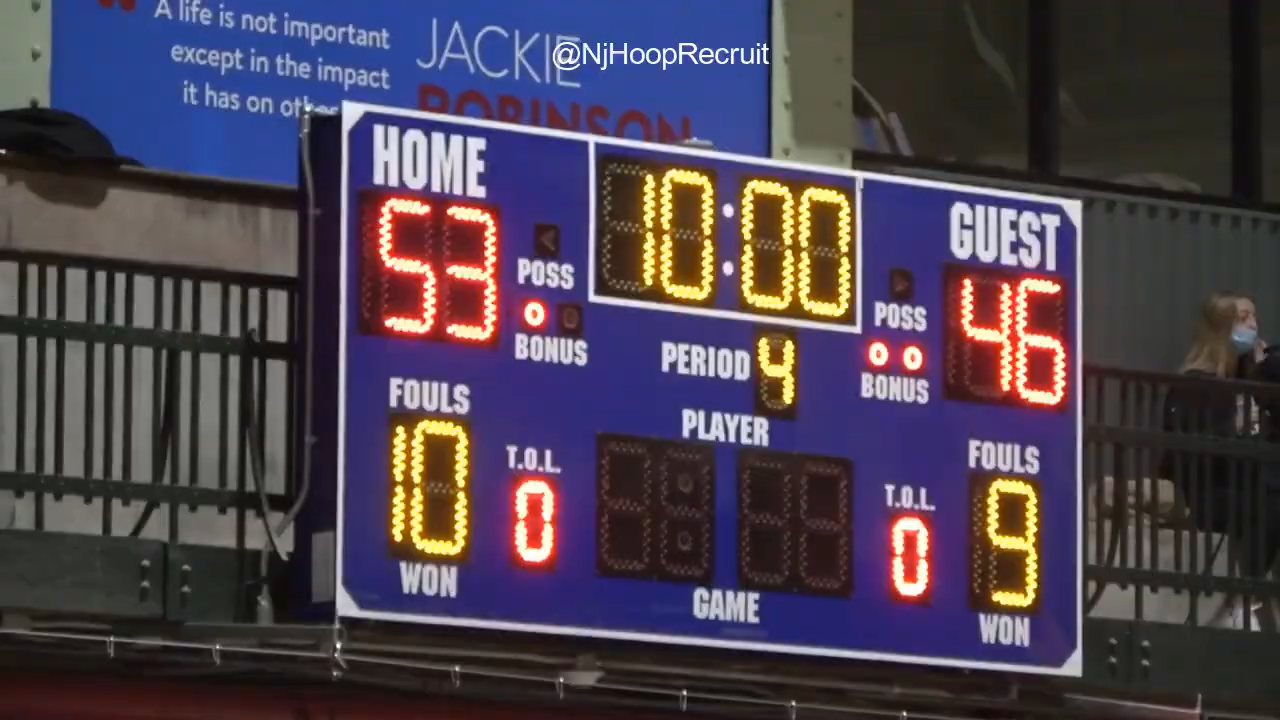 A life is not important
except in the impact
it has on
JACKIE
ROBINSON
@NjHoopRecruit
HOME
53
POSS
BONUS
10:00
PERIOD 4
GUEST
46
POSS
BONUS
FOULS
10
WON
T.O.L.
0
PLAYER
GAME
T.O.L.
0
FOULS
9
WON